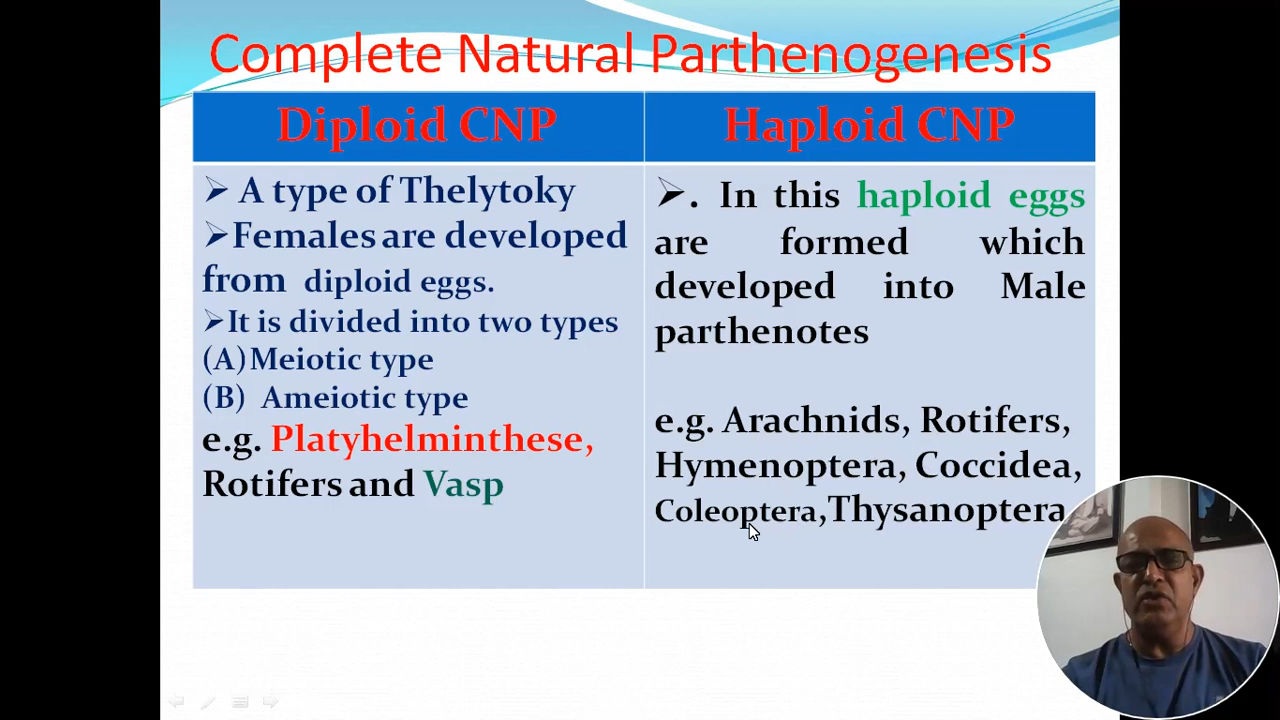 Complete Natural Parthenogenesis
Diploid CNP
➢ A type of Thelytoky
➢Females are developed
from diploid eggs.
➢It is divided into two types
(A)Meiotic type
(B) Ameiotic type
e.g. Platyhelminthese,
Rotifers and Vasp
Haploid CNP
➢. In this haploid eggs
are formed which
developed into Male
parthenotes
e.g. Arachnids, Rotifers,
Hymenoptera, Coccidea,
Coleoptera,Thysanoptera